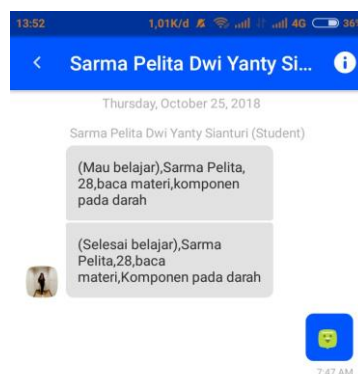 13:52 1,01K/d 4G 36%
Sarma Pelita Dwi Yanty Si...
Thursday, October 25, 2018
Sarma Pelita Dwi Yanty Sianturi (Student)
(Mau belajar),Sarma Pelita,
28,baca materi,komponen
pada darah
(Selesai belajar),Sarma
Pelita,28,baca
materi,Komponen pada darah
7:47 AM